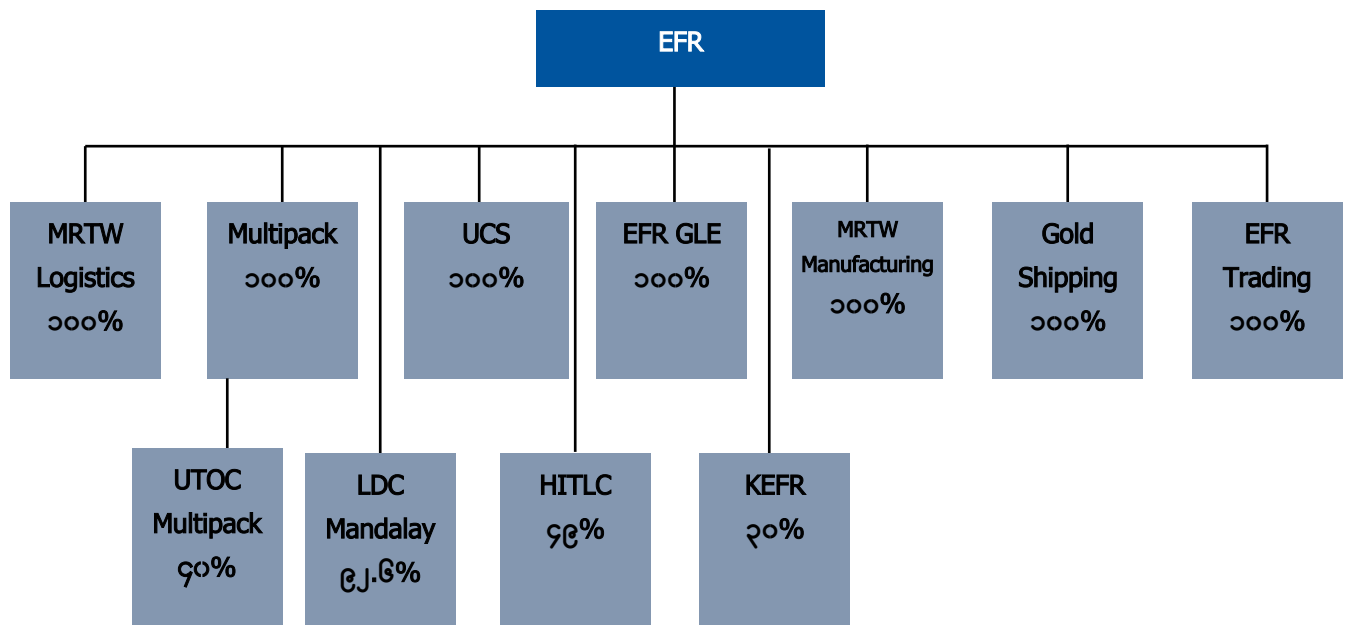 EFR
MRTW
Logistics
၁၀၀%
Multipack
၁၀၀%
UCS
၁၀၀%
EFR GLE
၁၀၀%
MRTW
Manufacturing
၁၀၀%
Gold
Shipping
၁၀၀%
EFR
Trading
၁၀၀%
UTOC
Multipack
၄၀%
LDC
Mandalay
၉၂.၆%
HITLC
၄၉%
KEFR
၃၀%